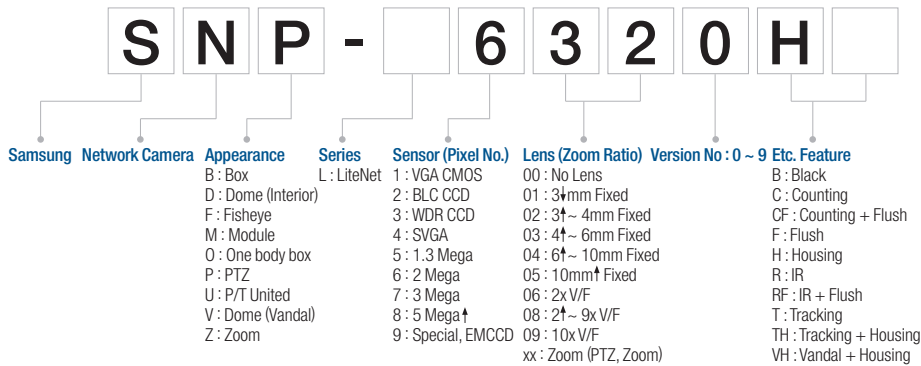 SNP-6320H
Samsung
Network Camera
Appearance
B : Box
D : Dome (Interior)
F : Fisheye
M : Module
O : One body box
P : PTZ
U : P/T United
V : Dome (Vandal)
Z : Zoom
Series
L : LiteNet
Sensor (Pixel No.)
1 : VGA CMOS
2 : BLC CCD
3 : WDR CCD
4 : SVGA
5 : 1.3 Mega
6 : 2 Mega
7 : 3 Mega
8 : 5 Mega⬆
9 : Special, EMCCD
Lens (Zoom Ratio)
00 : No Lens
01 : 3⬇mm Fixed
02 : 3⬆~ 4mm Fixed
03 : 4⬆~ 6mm Fixed
04 : 6⬆~ 10mm Fixed
05 : 10mm⬆ Fixed
06 : 2x V/F
08 : 2⬆~ 9x V/F
09 : 10x V/F
xx : Zoom (PTZ, Zoom)
Version No : 0 ~ 9
Etc. Feature
B : Black
C : Counting
CF : Counting + Flush
F : Flush
H : Housing
R : IR
RF : IR + Flush
T : Tracking
TH : Tracking + Housing
VH : Vandal + Housing